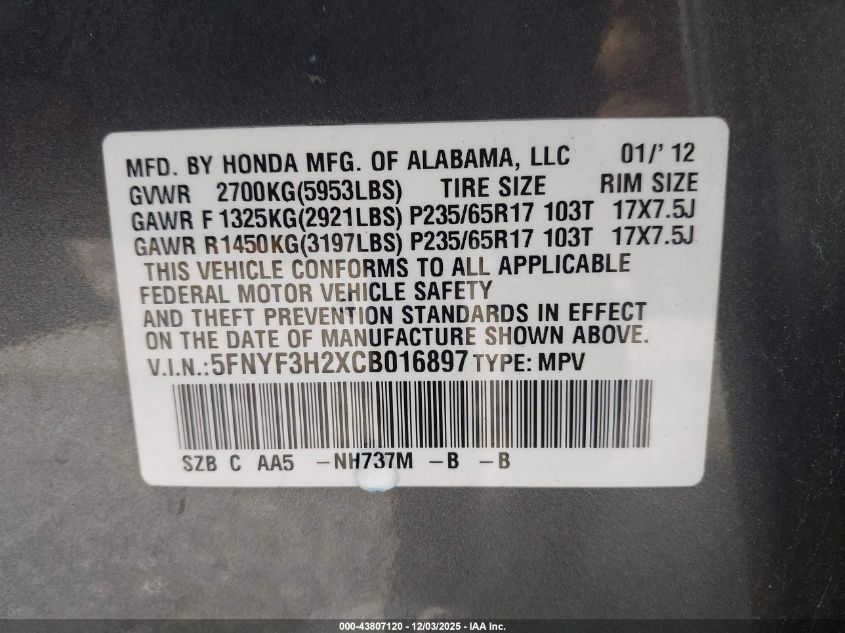 MFD. BY HONDA MFG. OF ALABAMA, LLC 01/' 12
GVWR 2700KG(5953LBS) TIRE SIZE RIM SIZE
GAWR F 1325KG(2921LBS) P235/65R17 103T 17X7.5J
GAWR R1450KG(3197LBS) P235/65R17 103T 17X7.5J
THIS VEHICLE CONFORMS TO ALL APPLICABLE
FEDERAL MOTOR VEHICLE SAFETY
AND THEFT PREVENTION STANDARDS IN EFFECT
ON THE DATE OF MANUFACTURE SHOWN ABOVE.
V.I.N.:5FNYF3H2XCB016897 TYPE: MPV
SZB C AA5 -NH737M -B -B
000-43807120 - 12/03/2025 - IAA Inc.